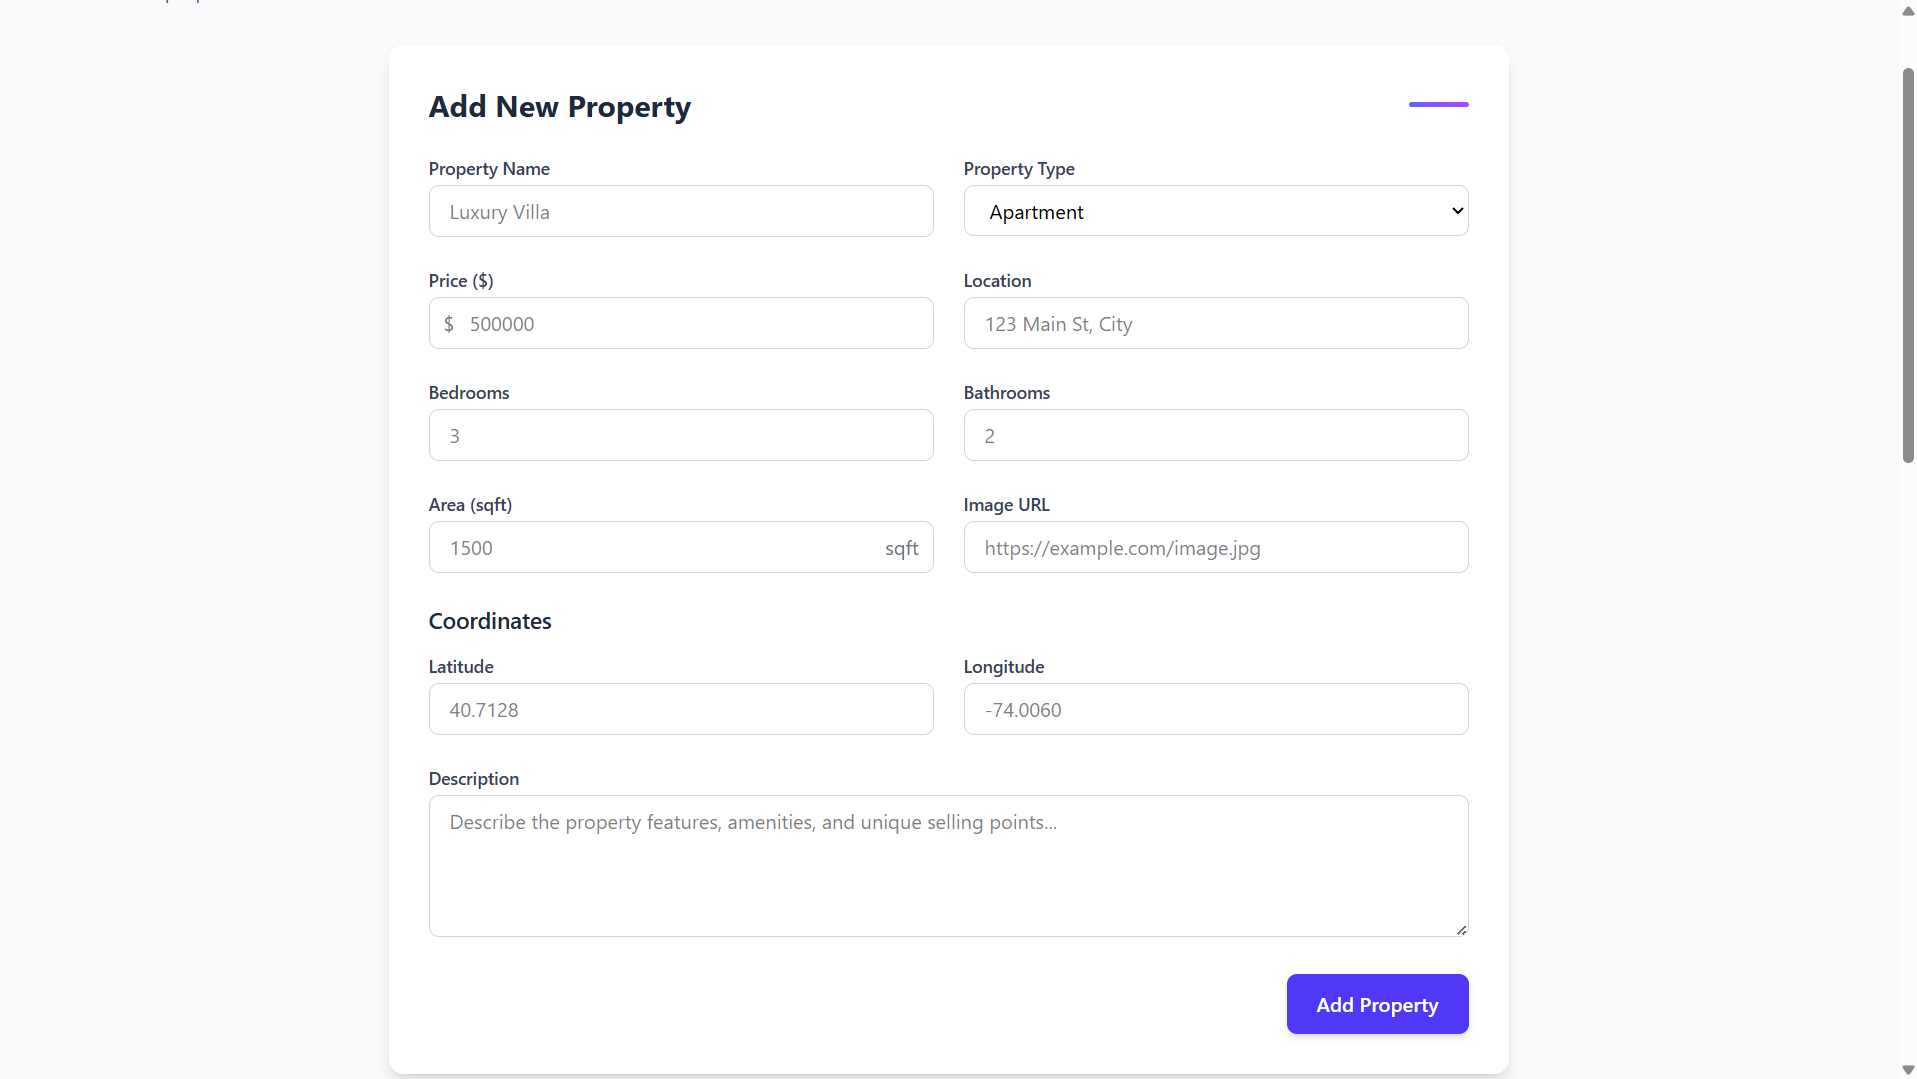 Add New Property
Property Name
Property Type
Luxury Villa
Apartment
Price ($)
Location
$ 500000
123 Main St, City
Bedrooms
Bathrooms
3
2
Area (sqft)
Image URL
1500 sqft
https://example.com/image.jpg
Coordinates
Latitude
Longitude
40.7128
-74.0060
Description
Describe the property features, amenities, and unique selling points...
Add Property